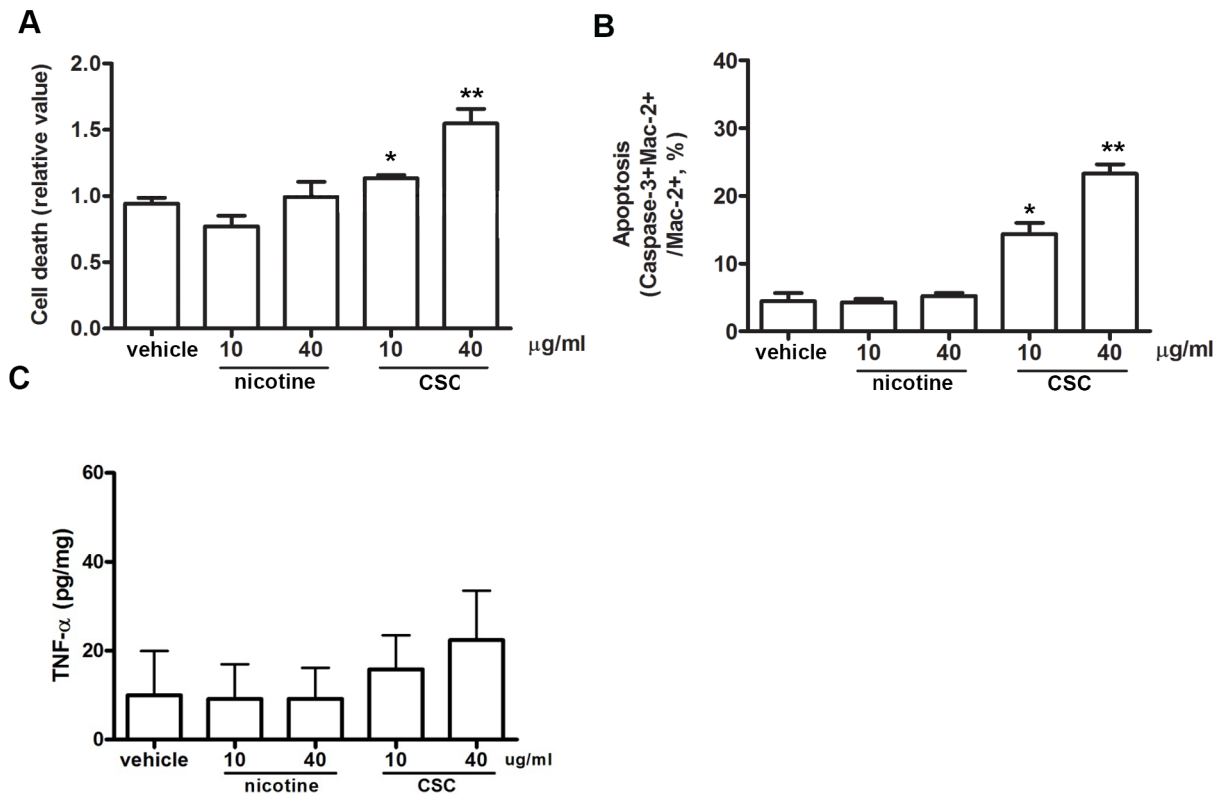 A
Cell death (relative value)
2.0
1.5
1.0
0.5
0.0
*
**
vehicle 10 40 10 40 μg/ml
nicotine CSC
B
Apoptosis
(Caspase-3+Mac-2+
/Mac-2+, %)
40
30
20
10
0
*
**
vehicle 10 40 10 40 μg/ml
nicotine CSC
C
TNF-α (pg/mg)
60
40
20
0
vehicle 10 40 10 40 ug/ml
nicotine CSC